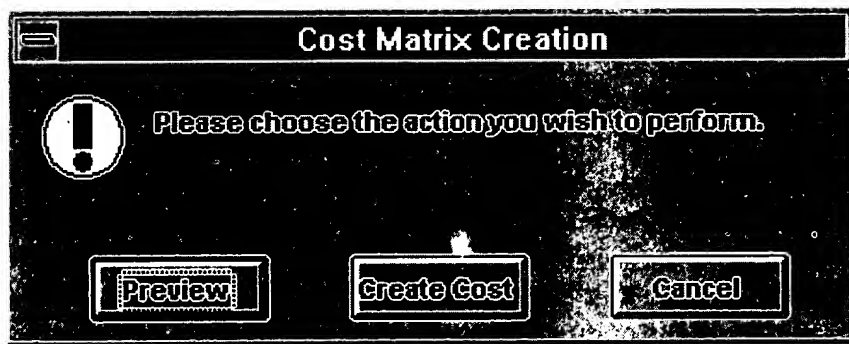 Cost Matrix Creation
Please choose the action you wish to perform.
Preview Create Cost Cancel